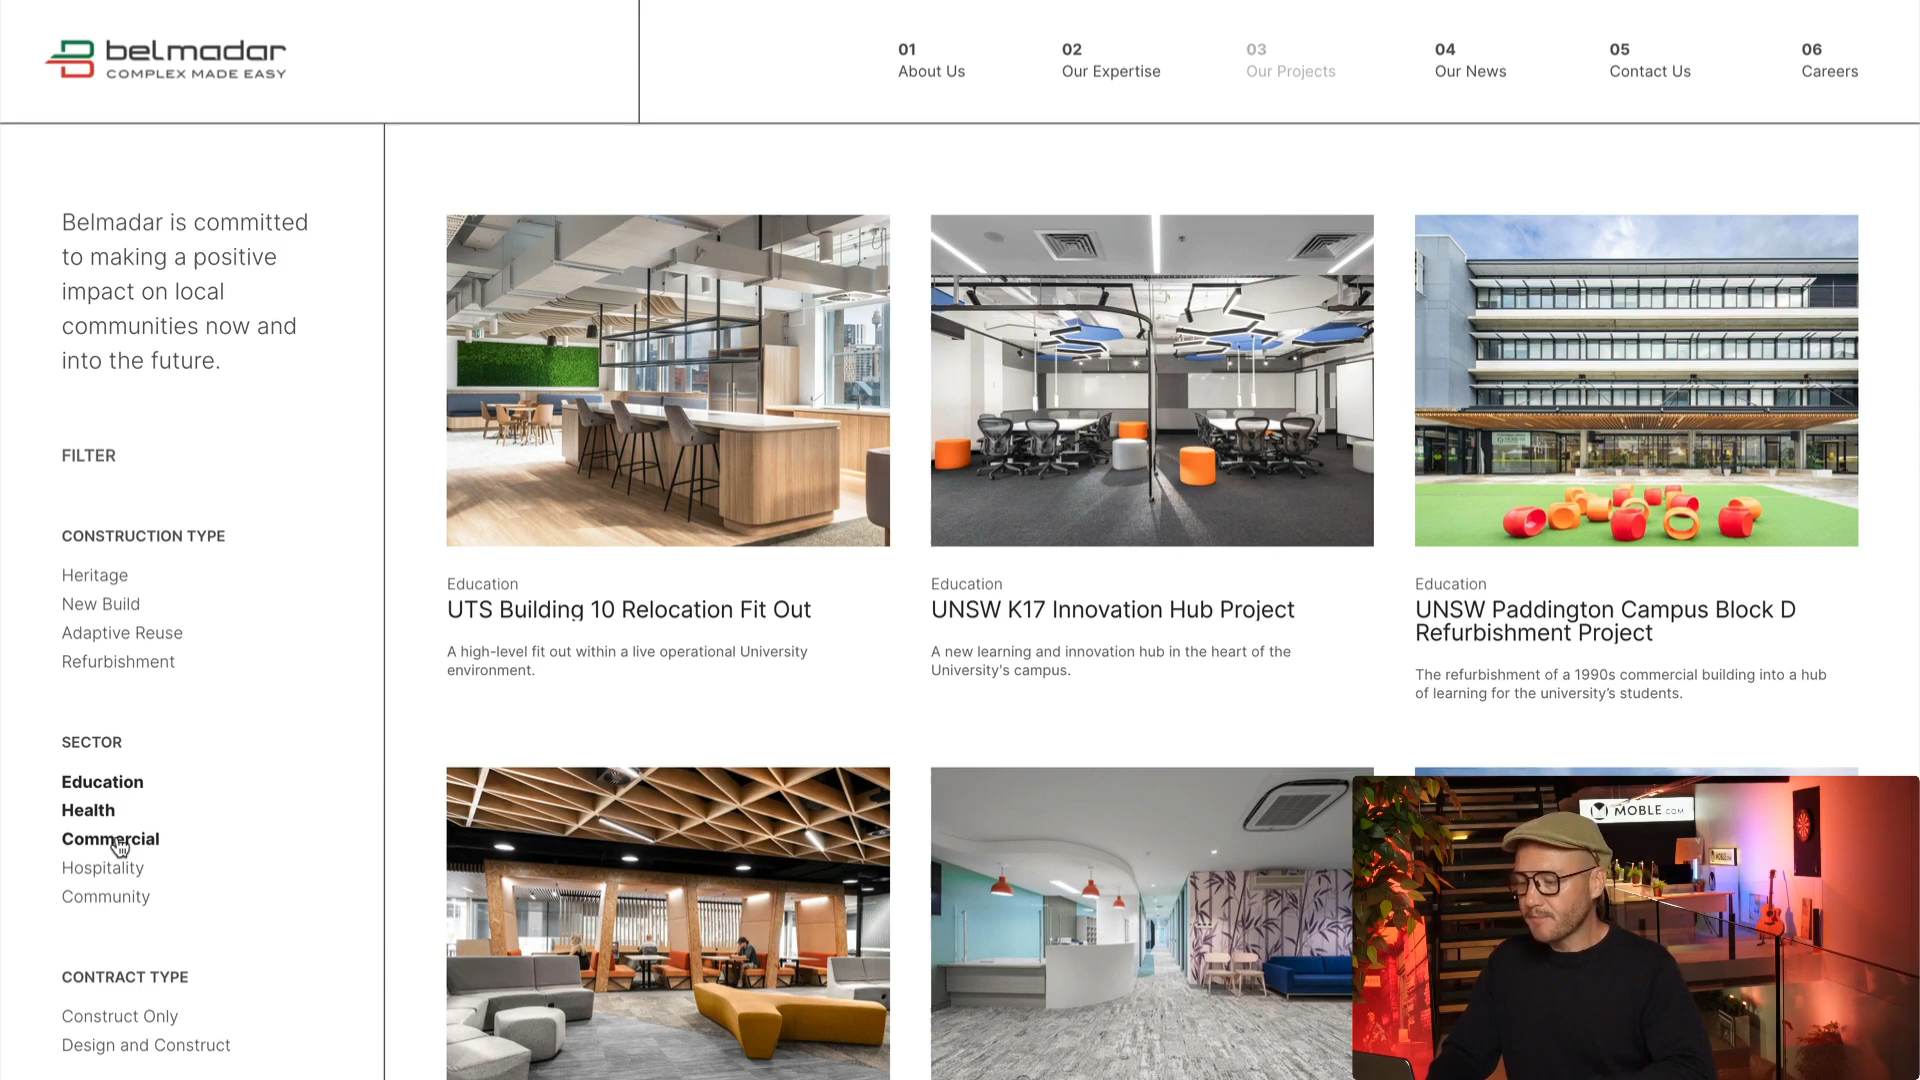 belmadar
COMPLEX MADE EASY
01
About Us
02
Our Expertise
03
Our Projects
04
Our News
05
Contact Us
06
Careers
Belmadar is committed
to making a positive
impact on local
communities now and
into the future.
FILTER
CONSTRUCTION TYPE
Heritage
New Build
Adaptive Reuse
Refurbishment
SECTOR
Education
Health
Commercial
Hospitality
Community
CONTRACT TYPE
Construct Only
Design and Construct
Education
UTS Building 10 Relocation Fit Out
A high-level fit out within a live operational University
environment.
Education
UNSW K17 Innovation Hub Project
A new learning and innovation hub in the heart of the
University's campus.
Education
UNSW Paddington Campus Block D
Refurbishment Project
The refurbishment of a 1990s commercial building into a hub
of learning for the university’s students.
MOBLE.COM
MOBLE